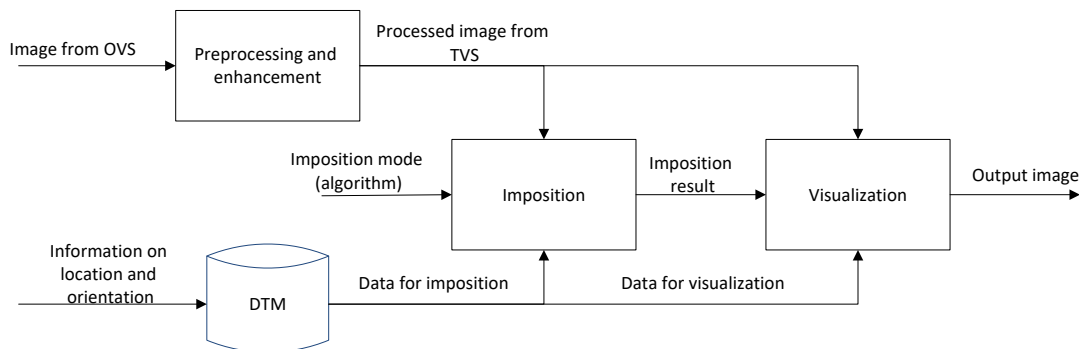 Image from OVS
Preprocessing and
enhancement
Processed image from
TVS
Imposition mode
(algorithm)
Imposition
Imposition
result
Visualization
Output image
Information on
location and
orientation
DTM
Data for imposition
Data for visualization